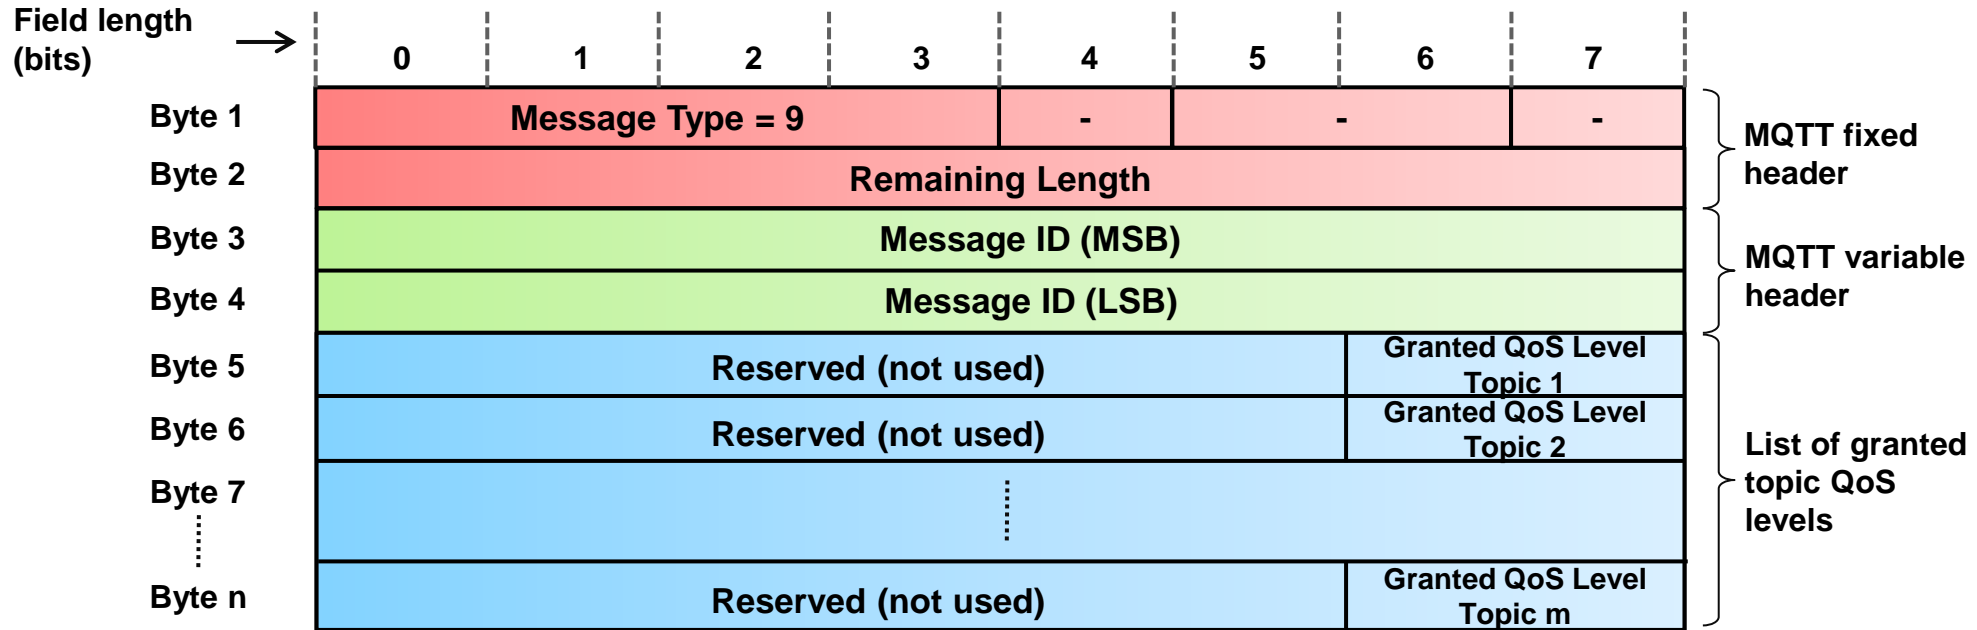 Field length
(bits)
0 1 2 3 4 5 6 7
Byte 1
Message Type = 9 - - -
Byte 2
Remaining Length
MQTT fixed
header
Byte 3
Message ID (MSB)
Byte 4
Message ID (LSB)
MQTT variable
header
Byte 5
Reserved (not used)
Granted QoS Level
Topic 1
Byte 6
Reserved (not used)
Granted QoS Level
Topic 2
Byte 7
Byte n
Reserved (not used)
Granted QoS Level
Topic m
List of granted
topic QoS
levels